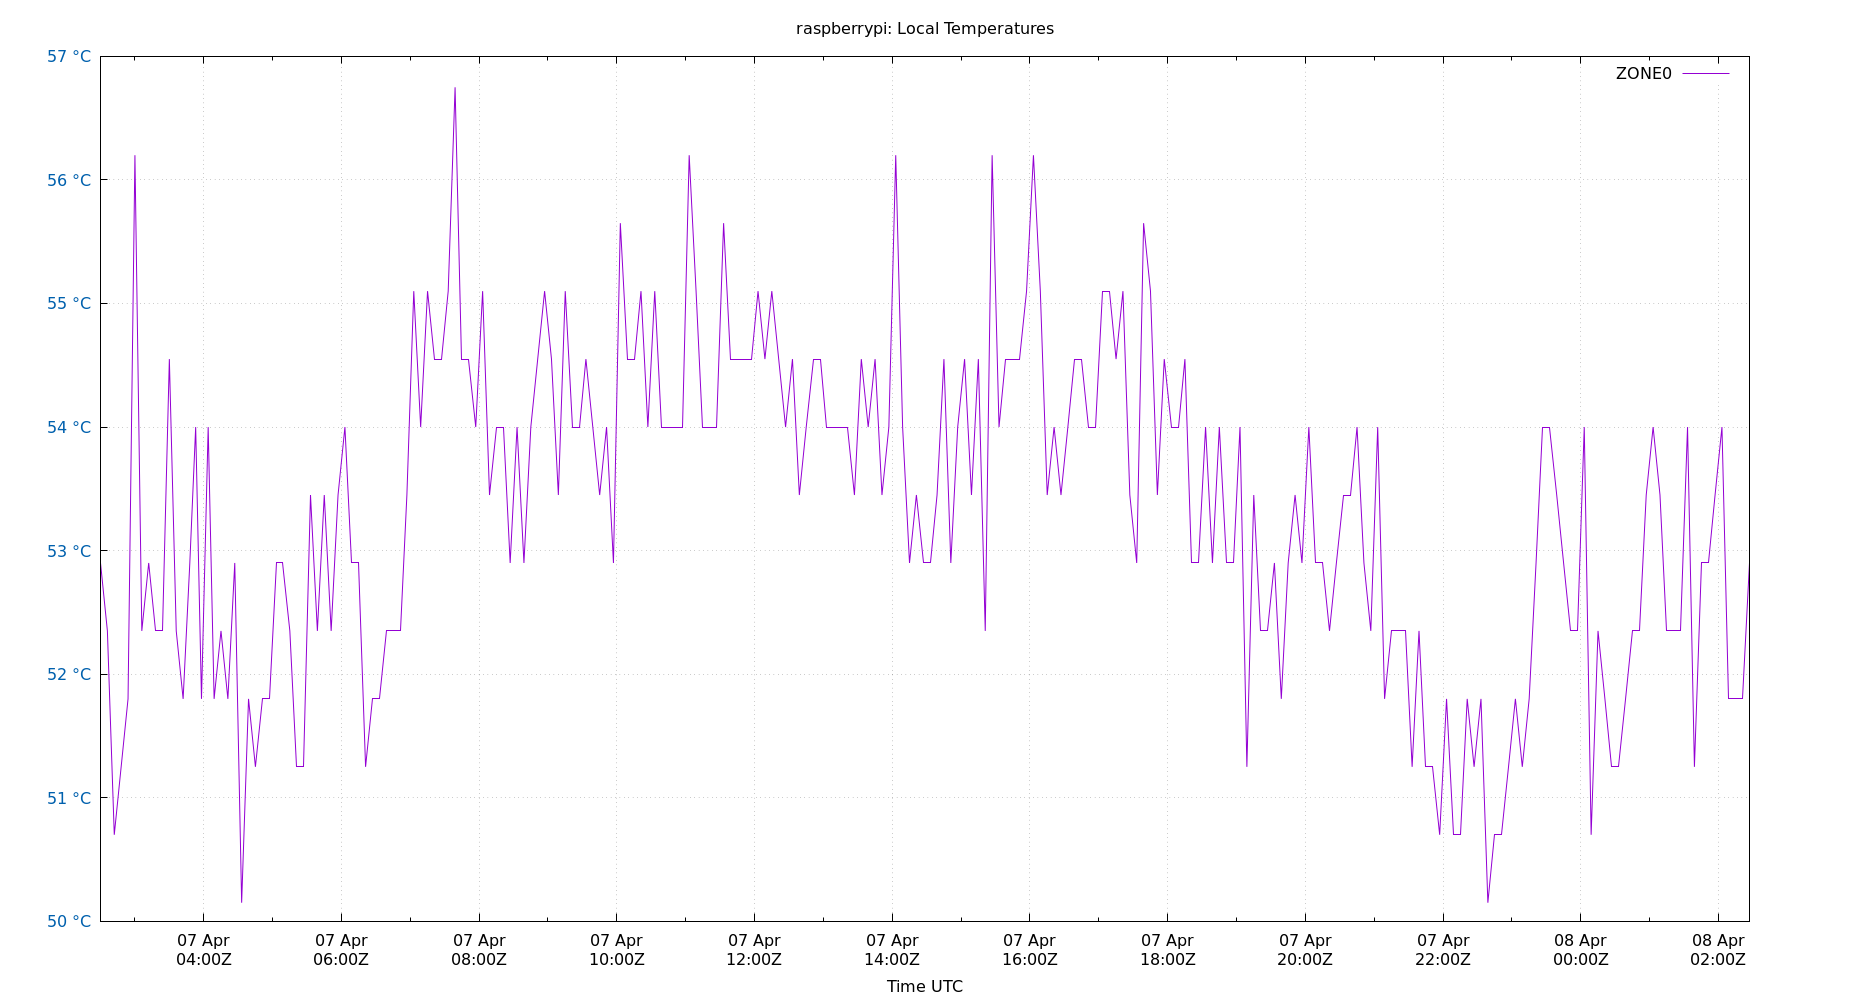 raspberrypi: Local Temperatures
57 °C
ZONE0
56 °C
55 °C
54 °C
53 °C
52 °C
51 °C
50 °C
07 Apr 07 Apr 07 Apr 07 Apr 07 Apr 07 Apr 07 Apr 07 Apr 07 Apr 07 Apr 08 Apr 08 Apr
04:00Z 06:00Z 08:00Z 10:00Z 12:00Z 14:00Z 16:00Z 18:00Z 20:00Z 22:00Z 00:00Z 02:00Z
Time UTC